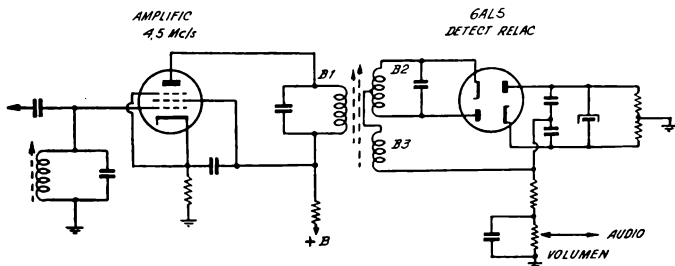 AMPLIFIC
4,5 Mc/s
6AL5
DETECT RELAC
B1
B2
B3
+B
AUDIO
VOLUMEN